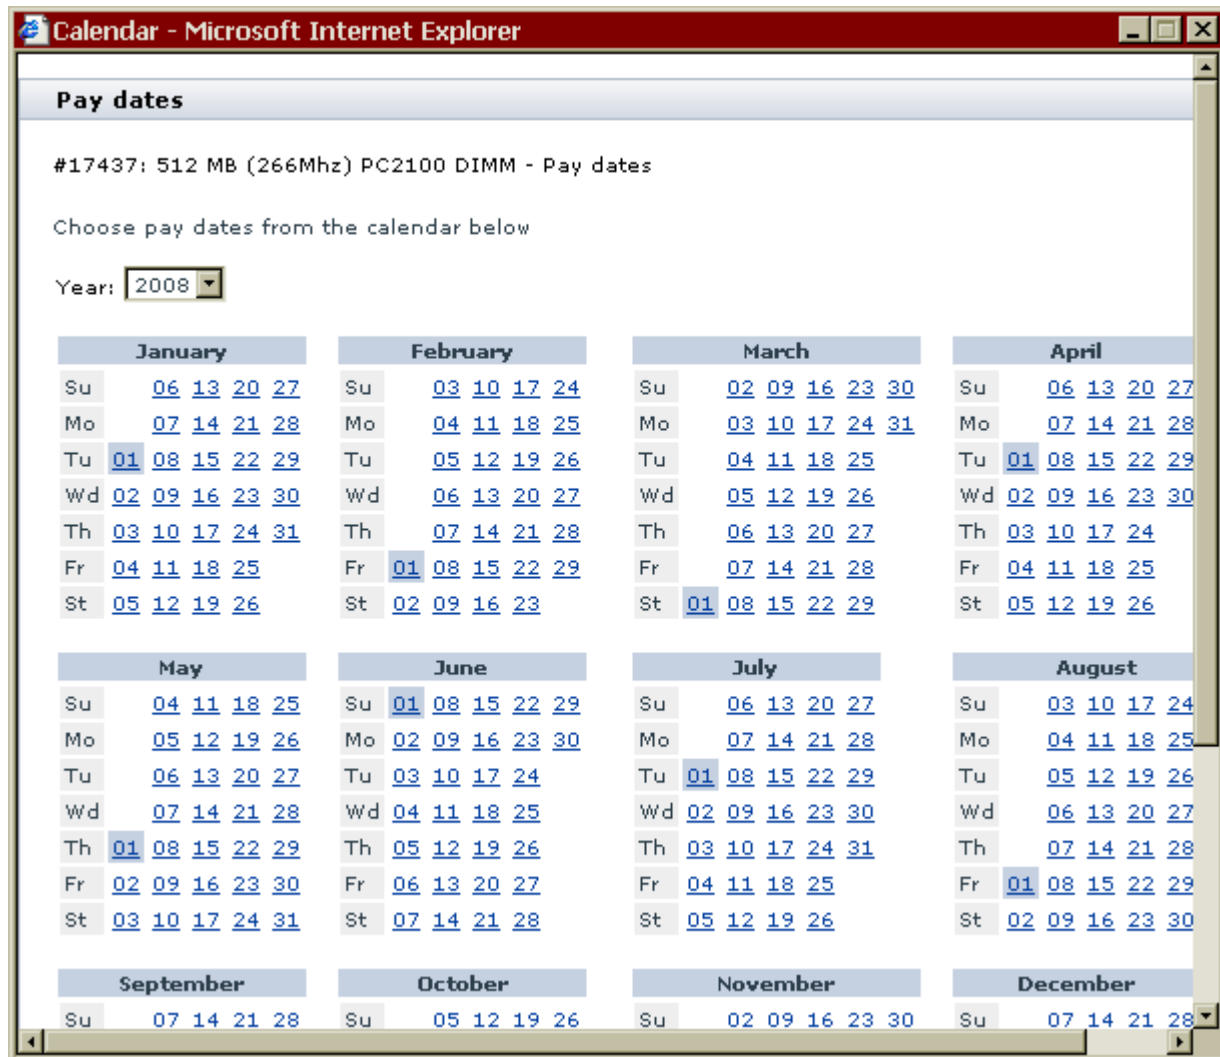 Calendar - Microsoft Internet Explorer
Pay dates
#17437: 512 MB (266Mhz) PC2100 DIMM - Pay dates
Choose pay dates from the calendar below
Year: 2008
January February March April
Su 06 13 20 27 Su 03 10 17 24 Su 02 09 16 23 30 Su 06 13 20 27
Mo 07 14 21 28 Mo 04 11 18 25 Mo 03 10 17 24 31 Mo 07 14 21 28
Tu 01 08 15 22 29 Tu 05 12 19 26 Tu 04 11 18 25 Tu 01 08 15 22 29
Wd 02 09 16 23 30 Wd 06 13 20 27 Wd 05 12 19 26 Wd 02 09 16 23 30
Th 03 10 17 24 31 Th 07 14 21 28 Th 06 13 20 27 Th 03 10 17 24
Fr 04 11 18 25 Fr 01 08 15 22 29 Fr 07 14 21 28 Fr 04 11 18 25
St 05 12 19 26 St 02 09 16 23 St 01 08 15 22 29 St 05 12 19 26
May June July August
Su 04 11 18 25 Su 01 08 15 22 29 Su 06 13 20 27 Su 03 10 17 24
Mo 05 12 19 26 Mo 02 09 16 23 30 Mo 07 14 21 28 Mo 04 11 18 25
Tu 06 13 20 27 Tu 03 10 17 24 Tu 01 08 15 22 29 Tu 05 12 19 26
Wd 07 14 21 28 Wd 04 11 18 25 Wd 02 09 16 23 30 Wd 06 13 20 27
Th 01 08 15 22 29 Th 05 12 19 26 Th 03 10 17 24 31 Th 07 14 21 28
Fr 02 09 16 23 30 Fr 06 13 20 27 Fr 04 11 18 25 Fr 01 08 15 22 29
St 03 10 17 24 31 St 07 14 21 28 St 05 12 19 26 St 02 09 16 23 30
September October November December
Su 07 14 21 28 Su 05 12 19 26 Su 02 09 16 23 30 Su 07 14 21 28